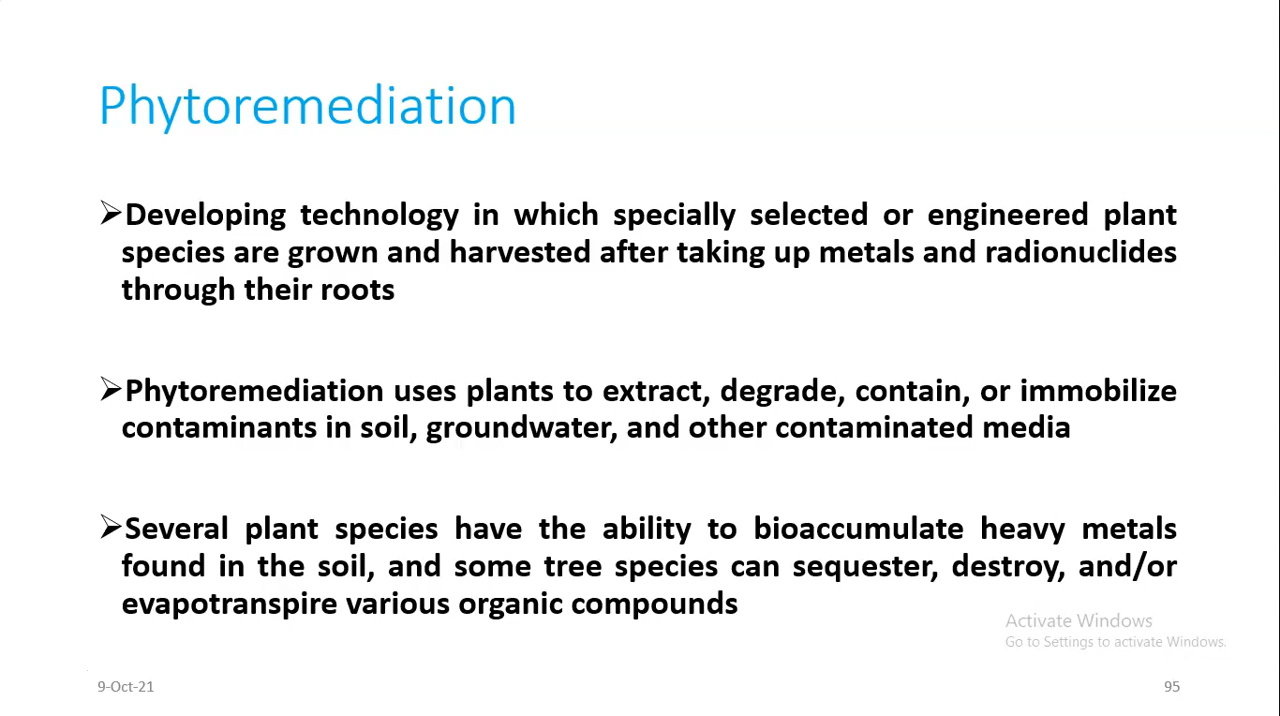 Phytoremediation
➢Developing technology in which specially selected or engineered plant
species are grown and harvested after taking up metals and radionuclides
through their roots
➢Phytoremediation uses plants to extract, degrade, contain, or immobilize
contaminants in soil, groundwater, and other contaminated media
➢Several plant species have the ability to bioaccumulate heavy metals
found in the soil, and some tree species can sequester, destroy, and/or
evapotranspire various organic compounds
Activate Windows
Go to Settings to activate Windows.
9-Oct-21
95